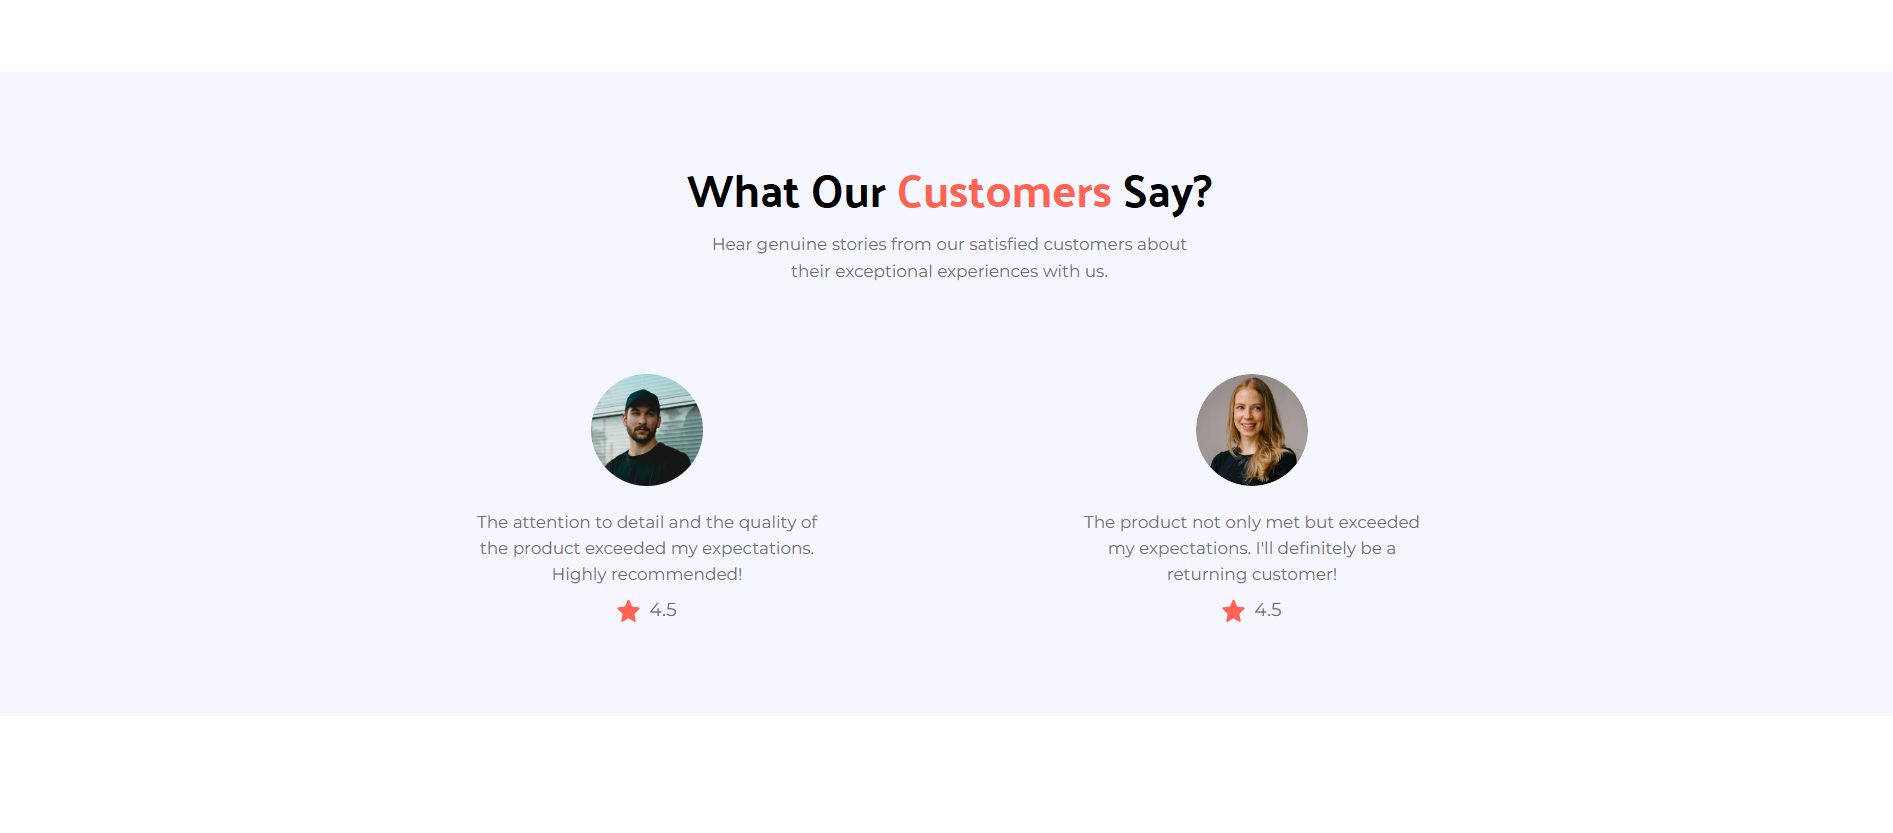 What Our Customers Say?
Hear genuine stories from our satisfied customers about
their exceptional experiences with us.
The attention to detail and the quality of
the product exceeded my expectations.
Highly recommended!
4.5
The product not only met but exceeded
my expectations. I'll definitely be a
returning customer!
4.5